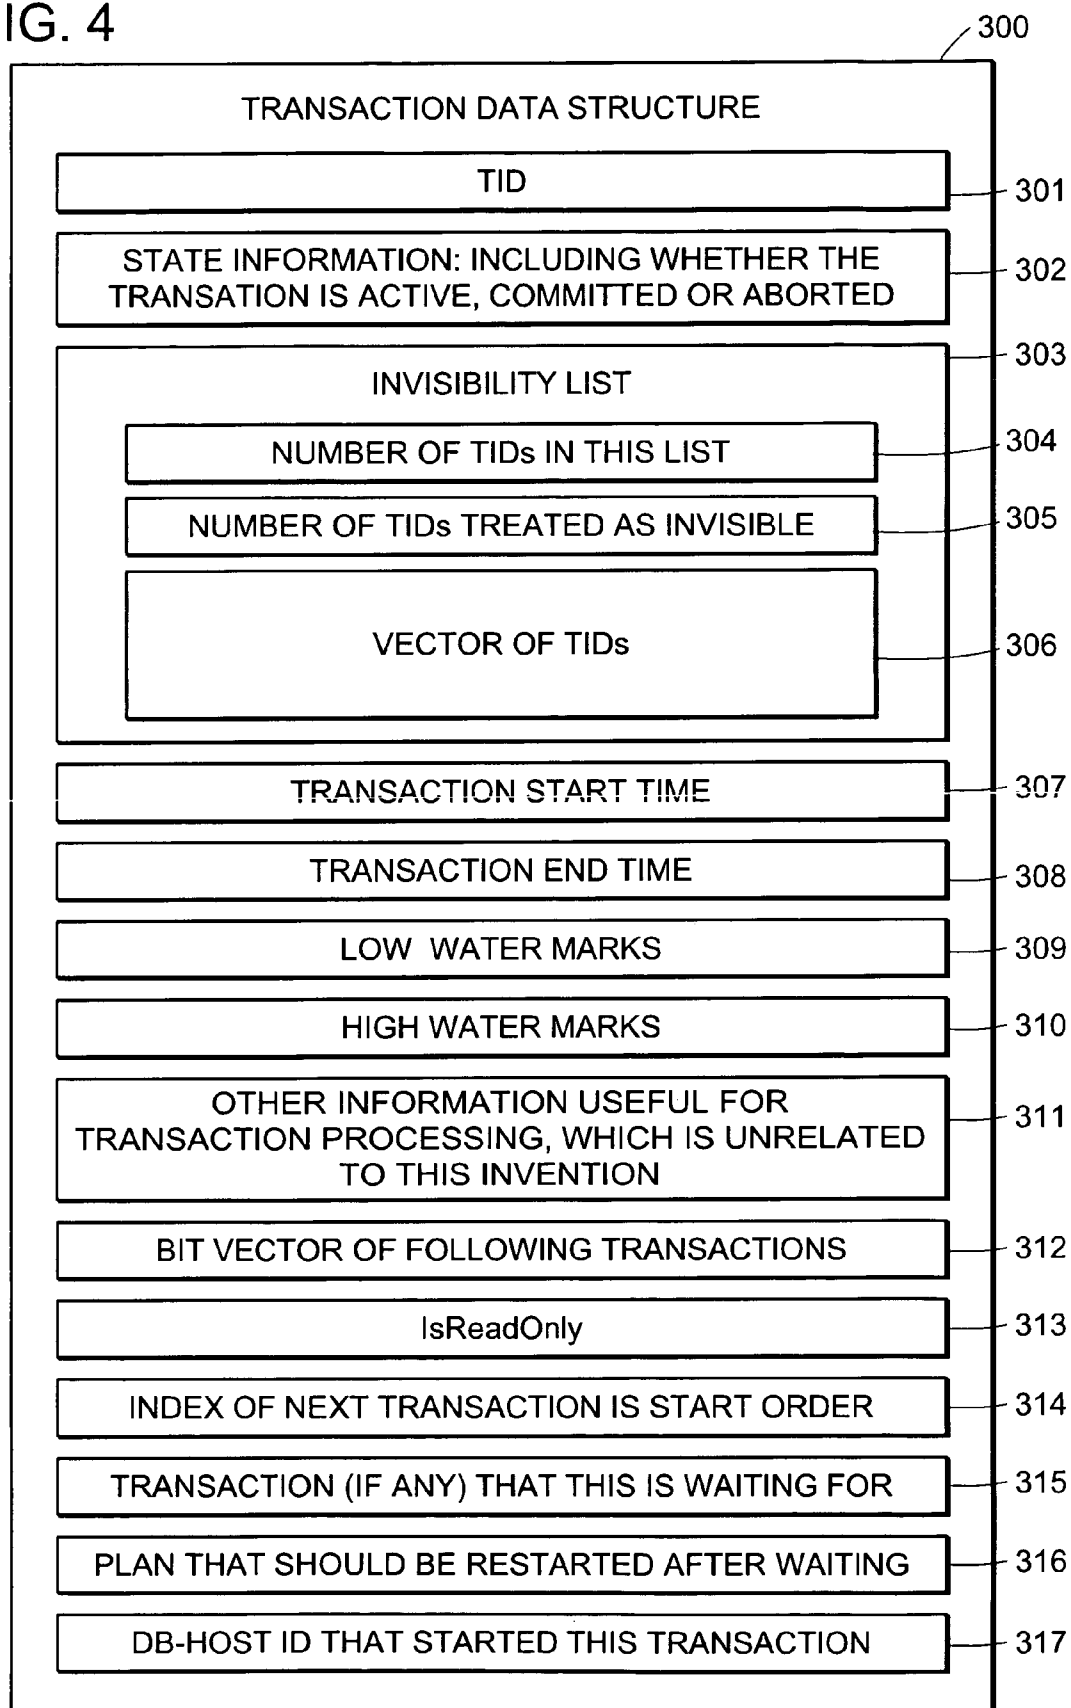 IG. 4
300
TRANSACTION DATA STRUCTURE
TID
301
STATE INFORMATION: INCLUDING WHETHER THE
TRANSATION IS ACTIVE, COMMITTED OR ABORTED
302
303
INVISIBILITY LIST
NUMBER OF TIDs IN THIS LIST
304
NUMBER OF TIDs TREATED AS INVISIBLE
305
VECTOR OF TIDs
306
TRANSACTION START TIME
307
TRANSACTION END TIME
308
LOW WATER MARKS
309
HIGH WATER MARKS
310
OTHER INFORMATION USEFUL FOR
TRANSACTION PROCESSING, WHICH IS UNRELATED
TO THIS INVENTION
311
BIT VECTOR OF FOLLOWING TRANSACTIONS
312
IsReadOnly
313
INDEX OF NEXT TRANSACTION IS START ORDER
314
TRANSACTION (IF ANY) THAT THIS IS WAITING FOR
315
PLAN THAT SHOULD BE RESTARTED AFTER WAITING
316
DB-HOST ID THAT STARTED THIS TRANSACTION
317